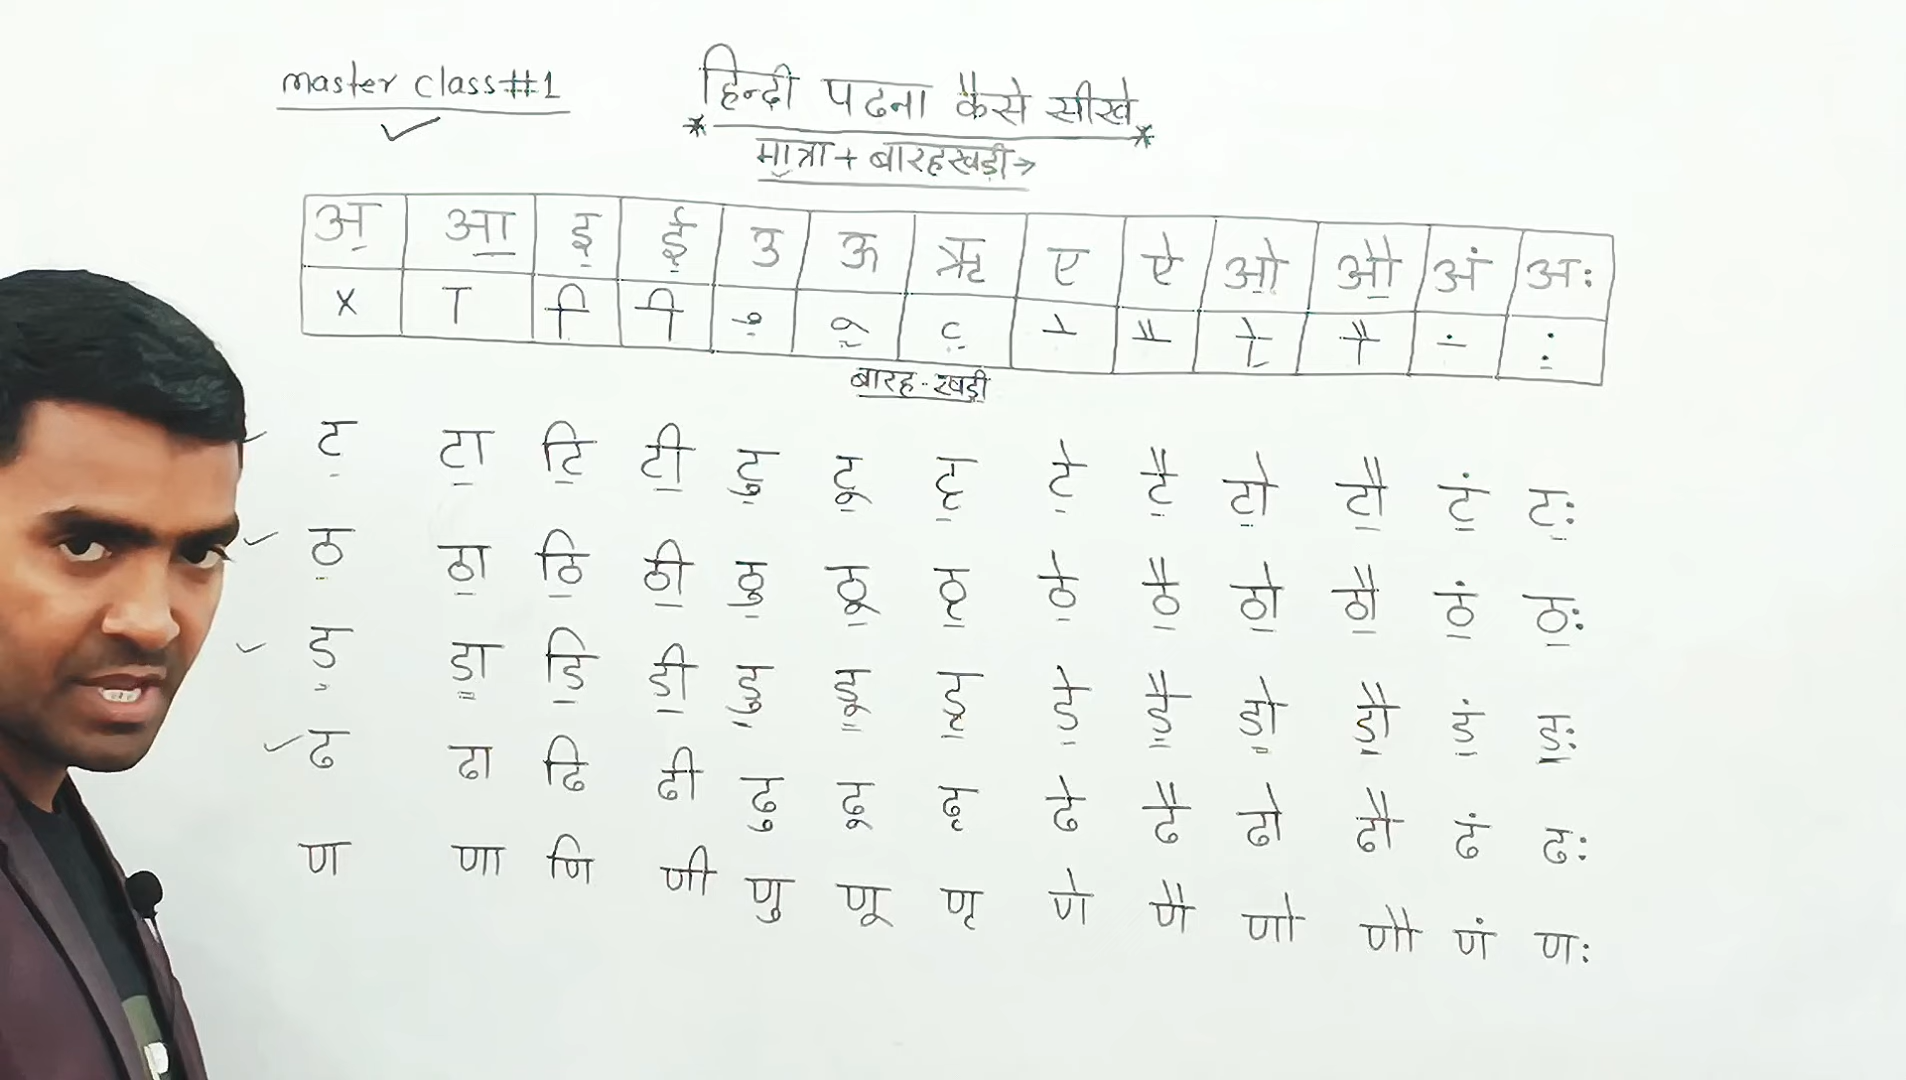 master class#1
हिन्दी पढना कैसे सीखे
मात्रा + बारहखड़ी →
अ आ इ ई उ ऊ ऋ ए ऐ ओ औ अं अः
x ा ि ी ु ू ृ े ै ो ौ ं ः
बारह-खड़ी
ट टा टि टी टु टू टृ टे टै टो टौ टं टः
ठ ठा ठि ठी ठु ठू ठृ ठे ठै ठो ठौ ठं ठः
ड डा डि डी डु डू डृ डे डै डो डौ डं डः
ढ ढा ढि ढी ढु ढू ढृ ढे ढै ढो ढौ ढं ढः
ण णा णि णी णु णू णृ णे णै णो णौ णं णः